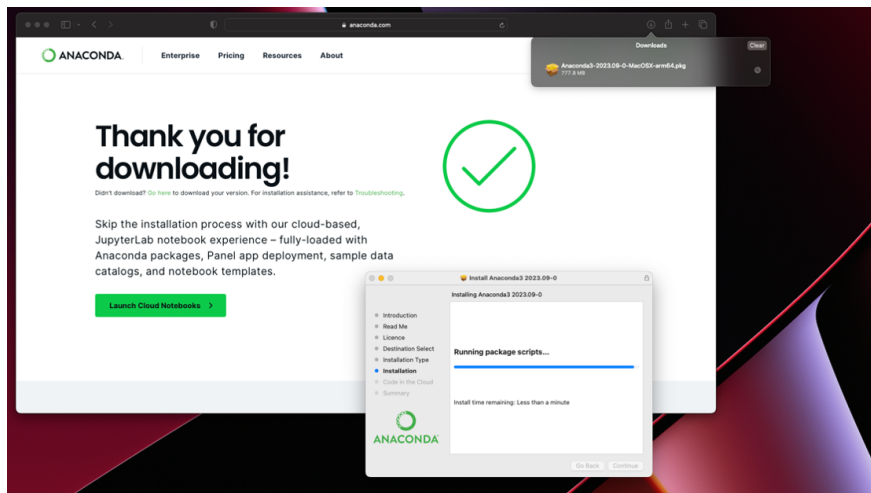 anaconda.com
ANACONDA.
Enterprise
Pricing
Resources
About
Downloads
Clear
Anaconda3-2023.09-0-MacOSX-arm64.pkg
777.8 MB
Thank you for
downloading!
Didn't download? Go here to download your version. For installation assistance, refer to Troubleshooting.
Skip the installation process with our cloud-based,
JupyterLab notebook experience – fully-loaded with
Anaconda packages, Panel app deployment, sample data
catalogs, and notebook templates.
Launch Cloud Notebooks
Install Anaconda3 2023.09-0
Installing Anaconda3 2023.09-0
Introduction
Read Me
Licence
Destination Select
Installation Type
Installation
Code in the Cloud
Summary
ANACONDA
Running package scripts...
Install time remaining: Less than a minute
Go Back
Continue